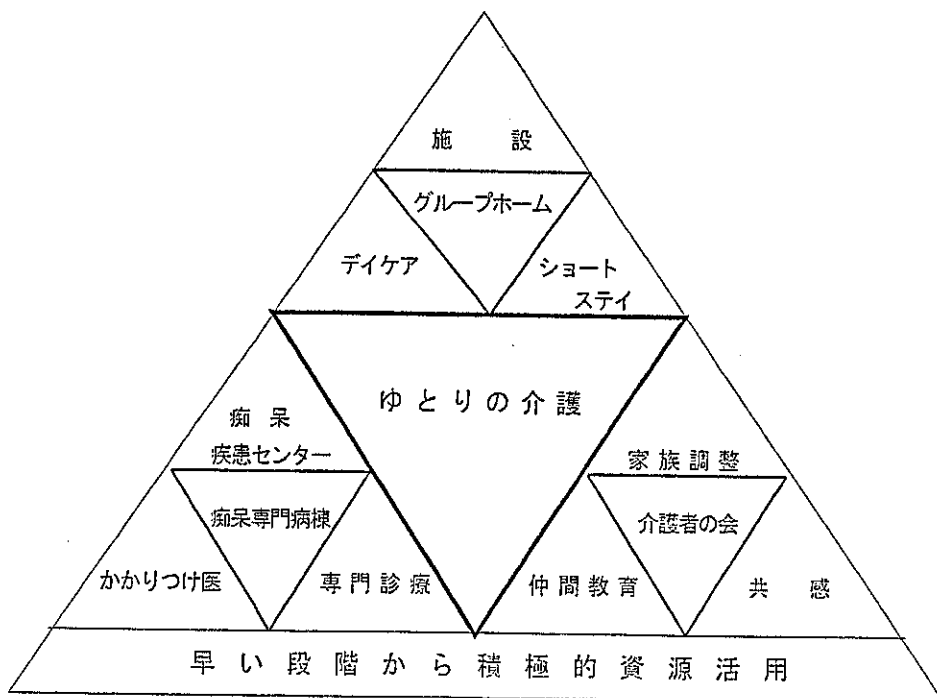 施設
グループホーム
デイケア
ショート
ステイ
ゆとりの介護
痴呆
疾患センター
痴呆専門病棟
かかりつけ医
専門診療
家族調整
介護者の会
仲間教育
共感
早い段階から積極的資源活用